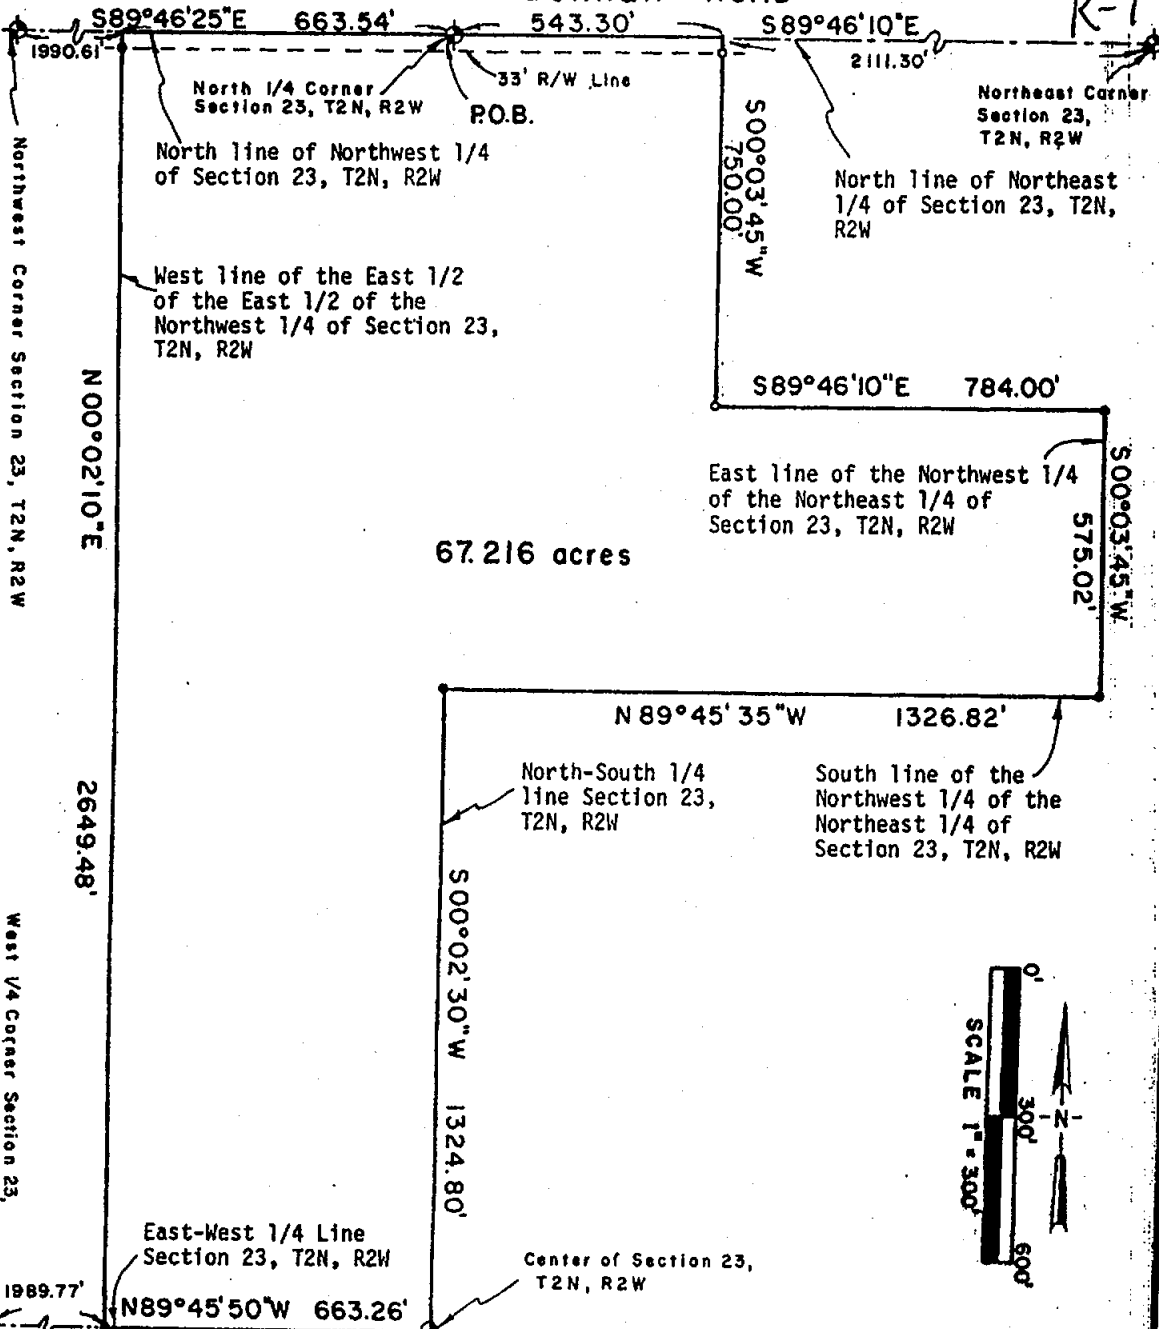 S89°46'25"E 663.54' 543.30' S89°46'10"E
1990.61'
2111.30'
33' R/W Line
North 1/4 Corner
Section 23, T2N, R2W
P.O.B.
Northeast Corner
Section 23,
T2N, R2W
North line of Northwest 1/4
of Section 23, T2N, R2W
S00°03'45"W
750.00'
North line of Northeast
1/4 of Section 23, T2N,
R2W
Northwest Corner Section 23, T2N, R2W
West line of the East 1/2
of the East 1/2 of the
Northwest 1/4 of Section 23,
T2N, R2W
N00°02'10"E
2649.48'
S89°46'10"E 784.00'
East line of the Northwest 1/4
of the Northeast 1/4 of
Section 23, T2N, R2W
S00°03'45"W
575.02'
67.216 acres
N89°45'35"W 1326.82'
North-South 1/4
line Section 23,
T2N, R2W
South line of the
Northwest 1/4 of the
Northeast 1/4 of
Section 23, T2N, R2W
S00°02'30"W 1324.80'
West 1/4 Corner Section 23,
0'
300'
600'
SCALE 1" = 300'
N
East-West 1/4 Line
Section 23, T2N, R2W
Center of Section 23,
T2N, R2W
1989.77'
N89°45'50"W 663.26'